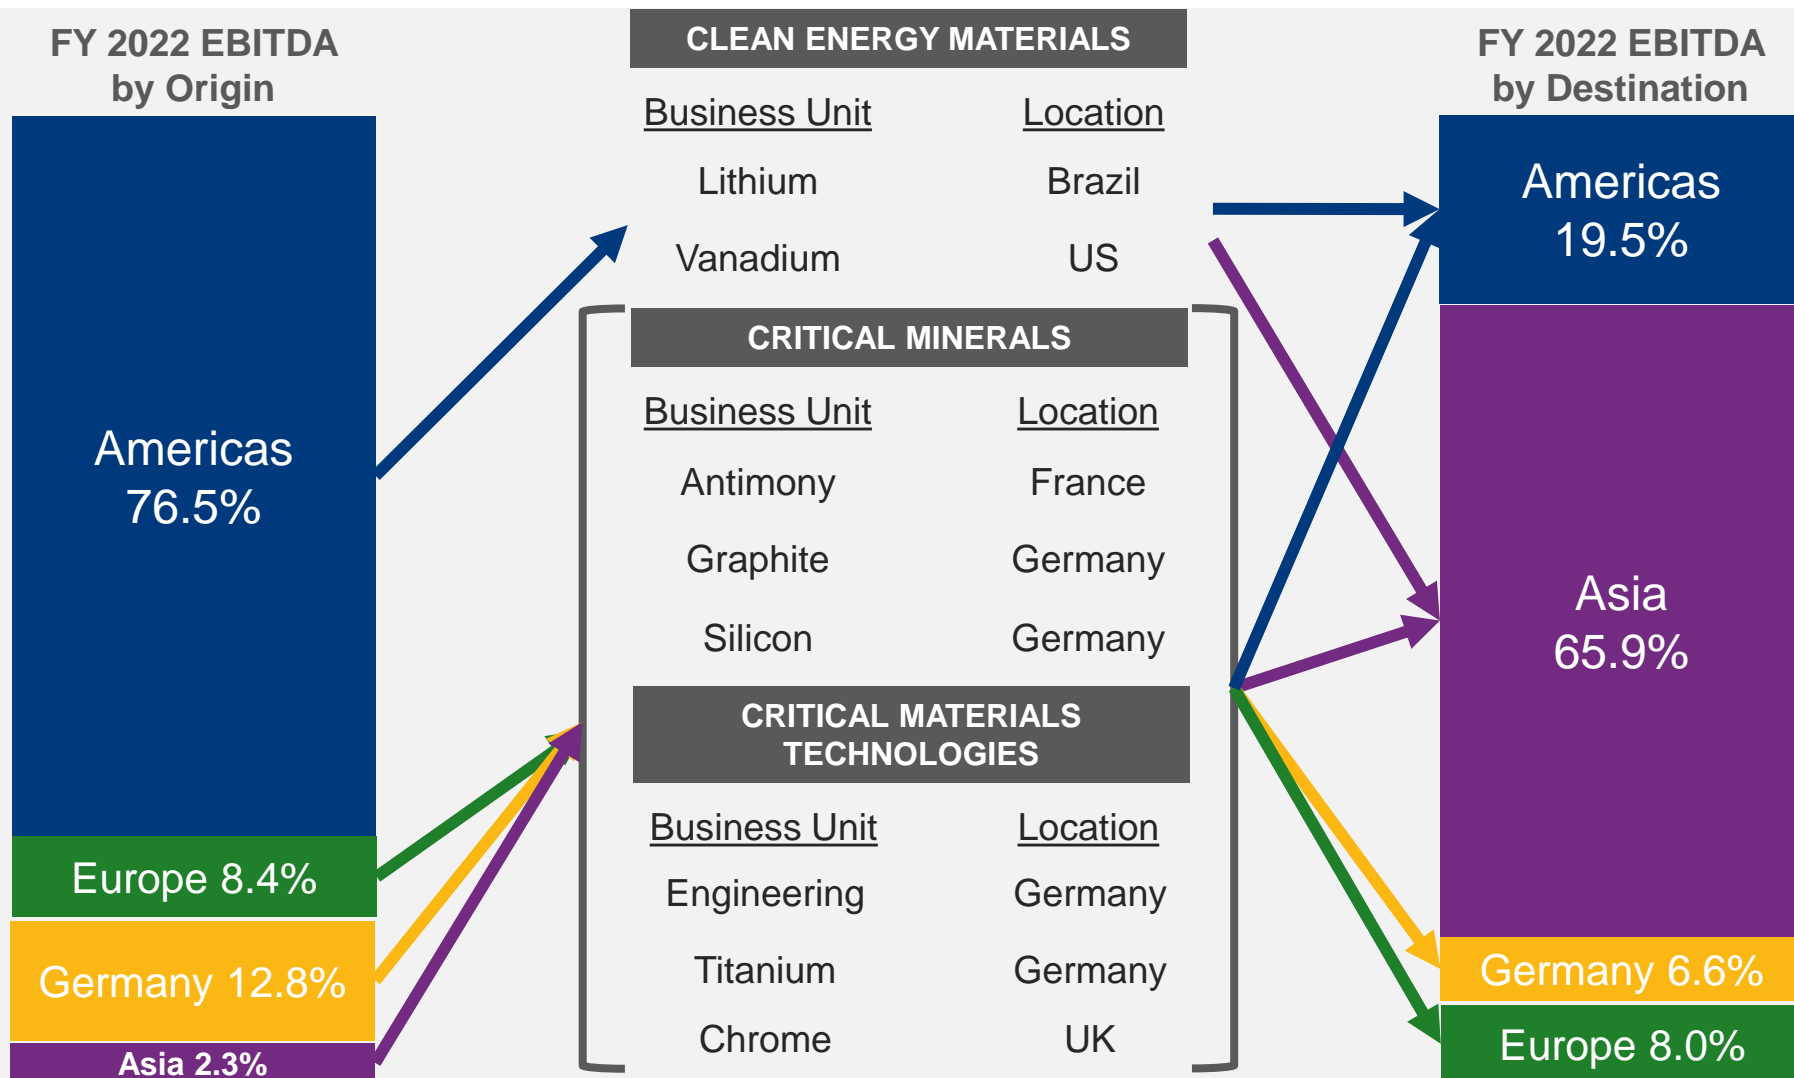 FY 2022 EBITDA
by Origin
Americas
76.5%
Europe 8.4%
Germany 12.8%
Asia 2.3%
CLEAN ENERGY MATERIALS
Business Unit Location
Lithium Brazil
Vanadium US
CRITICAL MINERALS
Business Unit Location
Antimony France
Graphite Germany
Silicon Germany
CRITICAL MATERIALS
TECHNOLOGIES
Business Unit Location
Engineering Germany
Titanium Germany
Chrome UK
FY 2022 EBITDA
by Destination
Americas
19.5%
Asia
65.9%
Germany 6.6%
Europe 8.0%